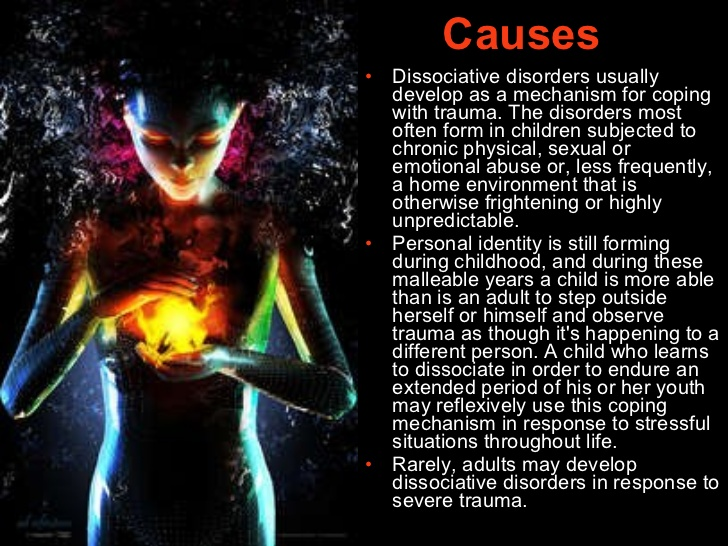 Causes
• Dissociative disorders usually
develop as a mechanism for coping
with trauma. The disorders most
often form in children subjected to
chronic physical, sexual or
emotional abuse or, less frequently,
a home environment that is
otherwise frightening or highly
unpredictable.
• Personal identity is still forming
during childhood, and during these
malleable years a child is more able
than is an adult to step outside
herself or himself and observe
trauma as though it's happening to a
different person. A child who learns
to dissociate in order to endure an
extended period of his or her youth
may reflexively use this coping
mechanism in response to stressful
situations throughout life.
• Rarely, adults may develop
dissociative disorders in response to
severe trauma.